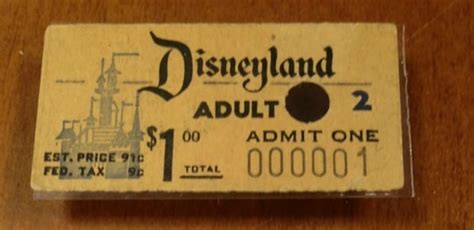 Disneyland
ADULT 2
$1.00 ADMIT ONE
EST. PRICE 91c TOTAL 000001
FED. TAX 9c